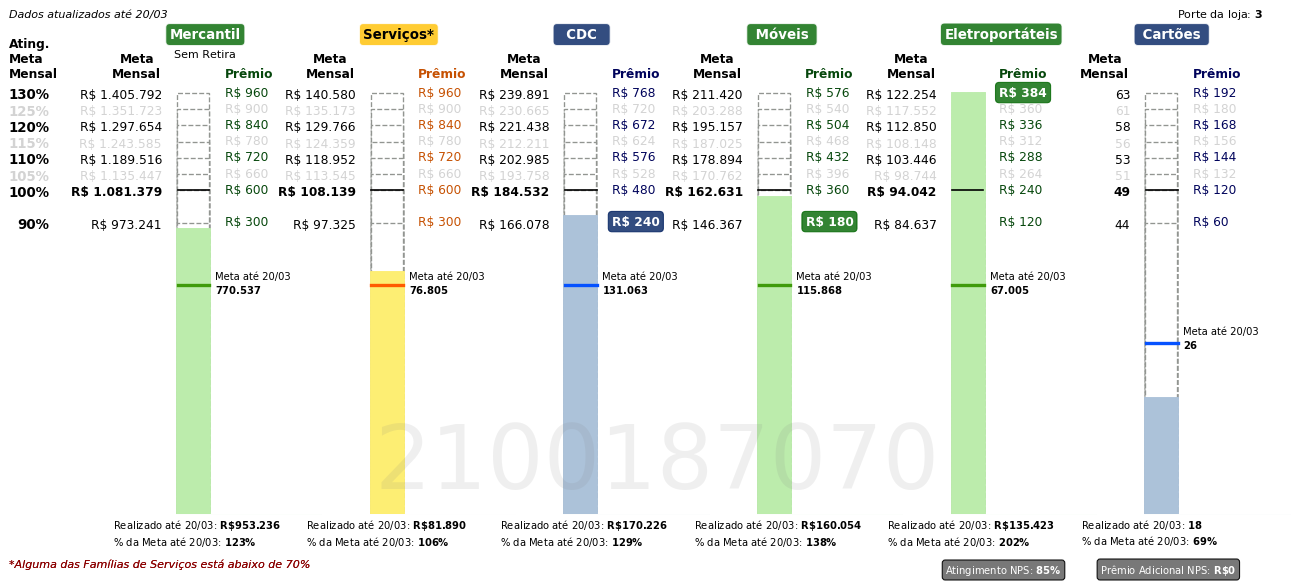 Dados atualizados até 20/03
Porte da loja: 3
Mercantil Serviços* CDC Móveis Eletroportáteis Cartões
Sem Retira
Ating. Meta Mensal
Meta Mensal Prêmio Meta Mensal Prêmio Meta Mensal Prêmio Meta Mensal Prêmio Meta Mensal Prêmio Meta Mensal Prêmio
130% R$ 1.405.792 R$ 960 R$ 140.580 R$ 960 R$ 239.891 R$ 768 R$ 211.420 R$ 576 R$ 122.254 R$ 384 63 R$ 192
125% R$ 1.351.723 R$ 900 R$ 135.173 R$ 900 R$ 230.665 R$ 720 R$ 203.288 R$ 540 R$ 117.552 R$ 360 61 R$ 180
120% R$ 1.297.654 R$ 840 R$ 129.766 R$ 840 R$ 221.438 R$ 672 R$ 195.157 R$ 504 R$ 112.850 R$ 336 58 R$ 168
115% R$ 1.243.585 R$ 780 R$ 124.359 R$ 780 R$ 212.211 R$ 624 R$ 187.025 R$ 468 R$ 108.148 R$ 312 56 R$ 156
110% R$ 1.189.516 R$ 720 R$ 118.952 R$ 720 R$ 202.985 R$ 576 R$ 178.894 R$ 432 R$ 103.446 R$ 288 53 R$ 144
105% R$ 1.135.447 R$ 660 R$ 113.545 R$ 660 R$ 193.758 R$ 528 R$ 170.762 R$ 396 R$ 98.744 R$ 264 51 R$ 132
100% R$ 1.081.379 R$ 600 R$ 108.139 R$ 600 R$ 184.532 R$ 480 R$ 162.631 R$ 360 R$ 94.042 R$ 240 49 R$ 120
90% R$ 973.241 R$ 300 R$ 97.325 R$ 300 R$ 166.078 R$ 240 R$ 146.367 R$ 180 R$ 84.637 R$ 120 44 R$ 60
Meta até 20/03 Meta até 20/03 Meta até 20/03 Meta até 20/03 Meta até 20/03
770.537 76.805 131.063 115.868 67.005
Meta até 20/03
26
2100187070
Realizado até 20/03: R$953.236 Realizado até 20/03: R$81.890 Realizado até 20/03: R$170.226 Realizado até 20/03: R$160.054 Realizado até 20/03: R$135.423 Realizado até 20/03: 18
% da Meta até 20/03: 123% % da Meta até 20/03: 106% % da Meta até 20/03: 129% % da Meta até 20/03: 138% % da Meta até 20/03: 202% % da Meta até 20/03: 69%
*Alguma das Famílias de Serviços está abaixo de 70%
Atingimento NPS: 85% Prêmio Adicional NPS: R$0